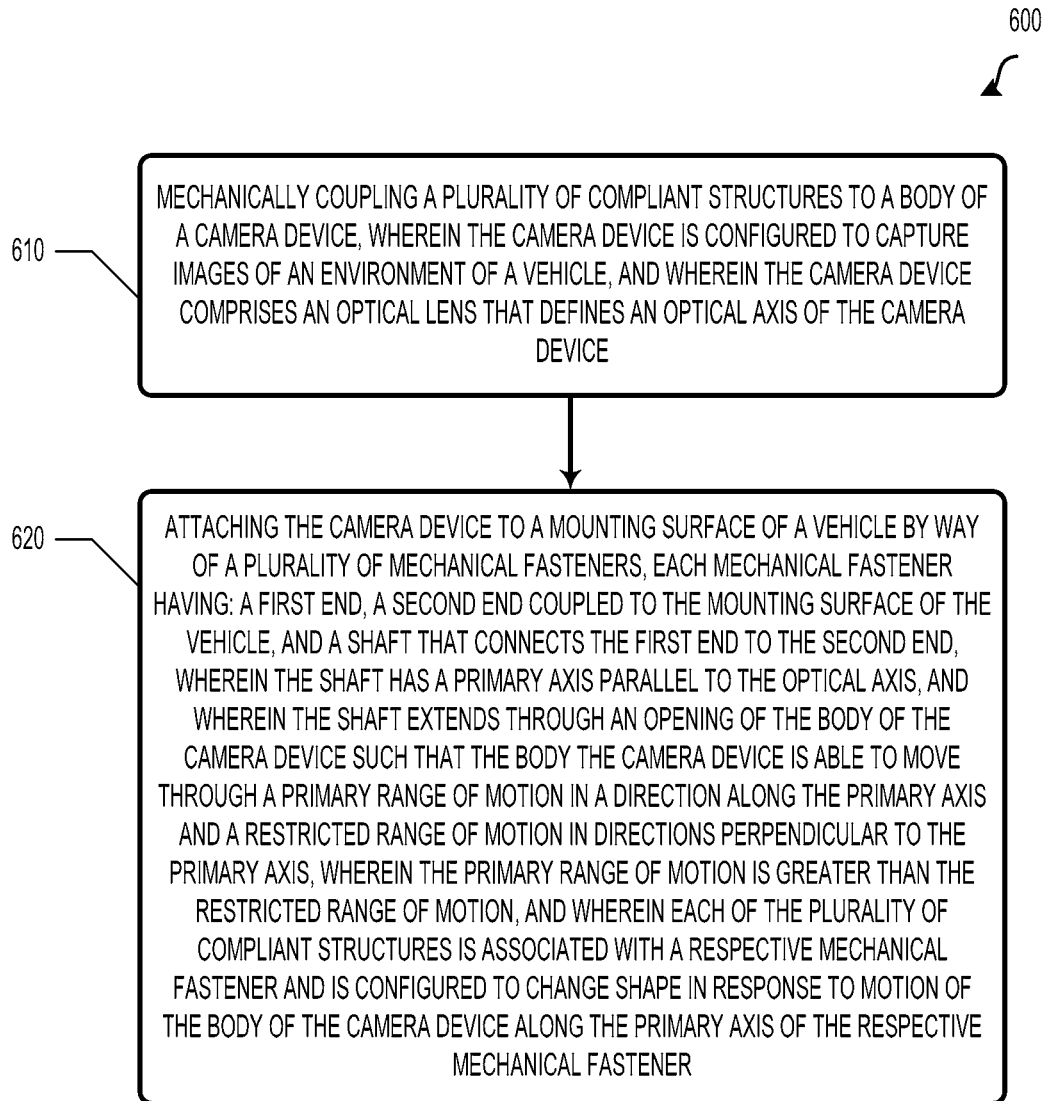 600
MECHANICALLY COUPLING A PLURALITY OF COMPLIANT STRUCTURES TO A BODY OF
A CAMERA DEVICE, WHEREIN THE CAMERA DEVICE IS CONFIGURED TO CAPTURE
610
IMAGES OF AN ENVIRONMENT OF A VEHICLE, AND WHEREIN THE CAMERA DEVICE
COMPRISES AN OPTICAL LENS THAT DEFINES AN OPTICAL AXIS OF THE CAMERA
DEVICE
620
ATTACHING THE CAMERA DEVICE TO A MOUNTING SURFACE OF A VEHICLE BY WAY
OF A PLURALITY OF MECHANICAL FASTENERS, EACH MECHANICAL FASTENER
HAVING: A FIRST END, A SECOND END COUPLED TO THE MOUNTING SURFACE OF THE
VEHICLE, AND A SHAFT THAT CONNECTS THE FIRST END TO THE SECOND END,
WHEREIN THE SHAFT HAS A PRIMARY AXIS PARALLEL TO THE OPTICAL AXIS, AND
WHEREIN THE SHAFT EXTENDS THROUGH AN OPENING OF THE BODY OF THE
CAMERA DEVICE SUCH THAT THE BODY THE CAMERA DEVICE IS ABLE TO MOVE
THROUGH A PRIMARY RANGE OF MOTION IN A DIRECTION ALONG THE PRIMARY AXIS
AND A RESTRICTED RANGE OF MOTION IN DIRECTIONS PERPENDICULAR TO THE
PRIMARY AXIS, WHEREIN THE PRIMARY RANGE OF MOTION IS GREATER THAN THE
RESTRICTED RANGE OF MOTION, AND WHEREIN EACH OF THE PLURALITY OF
COMPLIANT STRUCTURES IS ASSOCIATED WITH A RESPECTIVE MECHANICAL
FASTENER AND IS CONFIGURED TO CHANGE SHAPE IN RESPONSE TO MOTION OF
THE BODY OF THE CAMERA DEVICE ALONG THE PRIMARY AXIS OF THE RESPECTIVE
MECHANICAL FASTENER